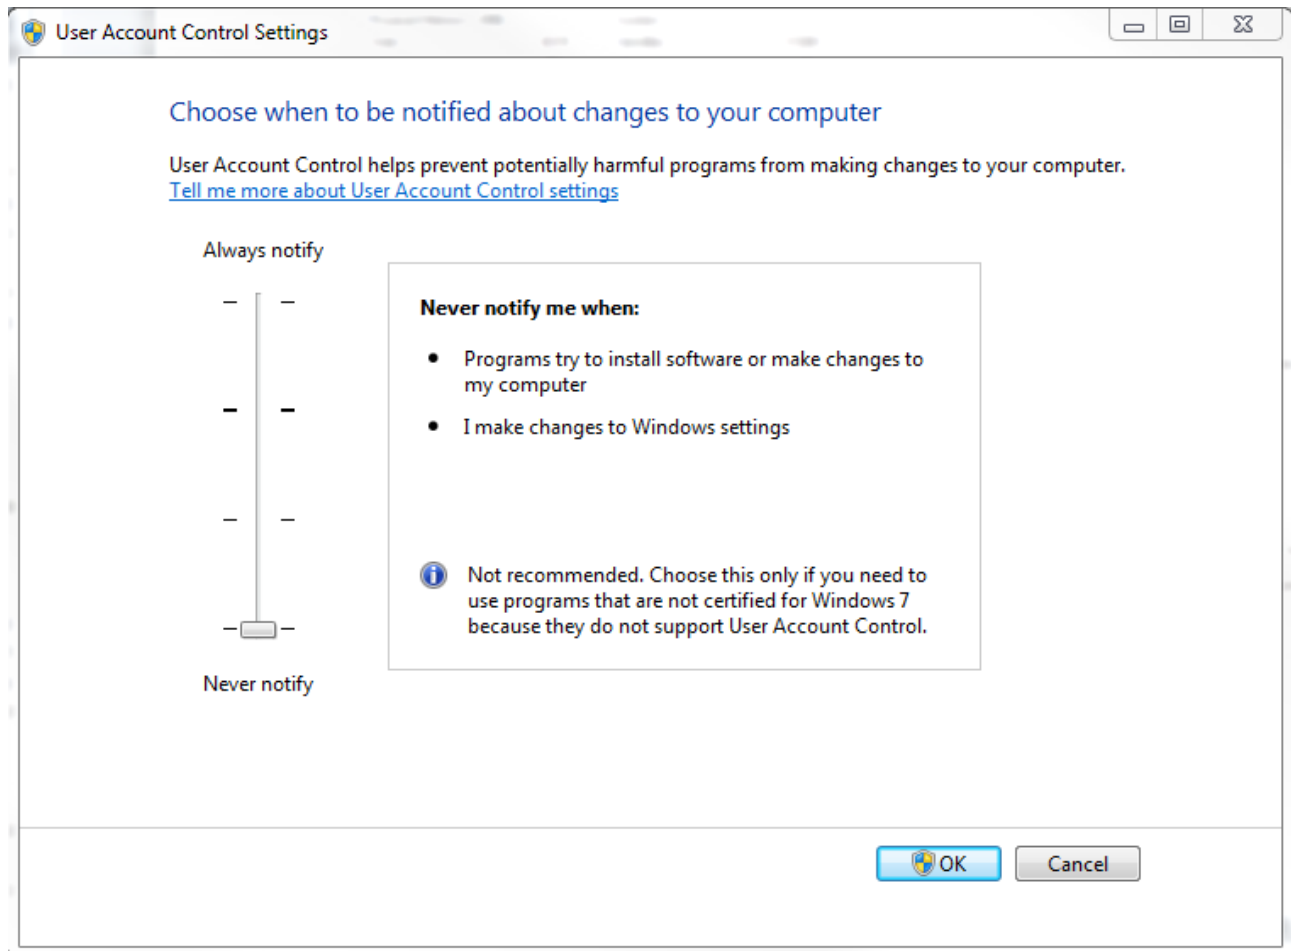 User Account Control Settings
Choose when to be notified about changes to your computer
User Account Control helps prevent potentially harmful programs from making changes to your computer.
Tell me more about User Account Control settings
Always notify
Never notify me when:
• Programs try to install software or make changes to
my computer
• I make changes to Windows settings
Not recommended. Choose this only if you need to
use programs that are not certified for Windows 7
because they do not support User Account Control.
Never notify
OK
Cancel